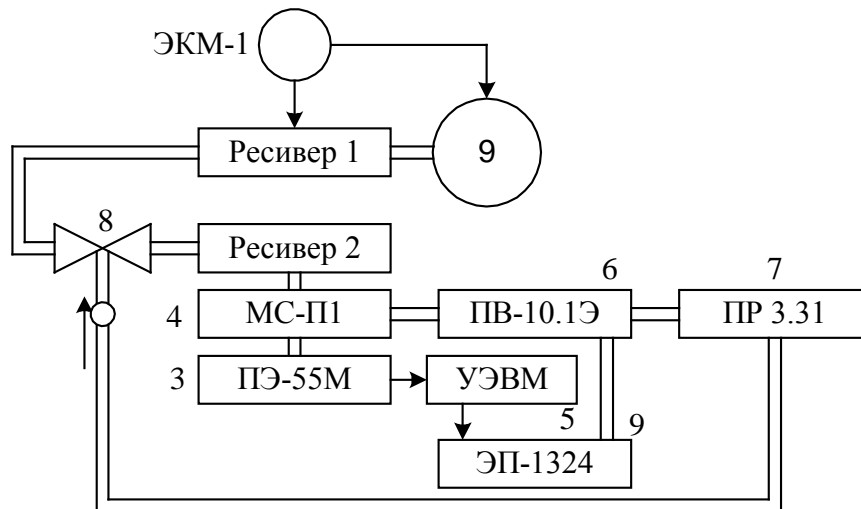 ЭКМ-1
Ресивер 1
9
8
Ресивер 2
6
7
4
МС-П1
ПВ-10.1Э
ПР 3.31
3
ПЭ-55М
УЭВМ
5
9
ЭП-1324